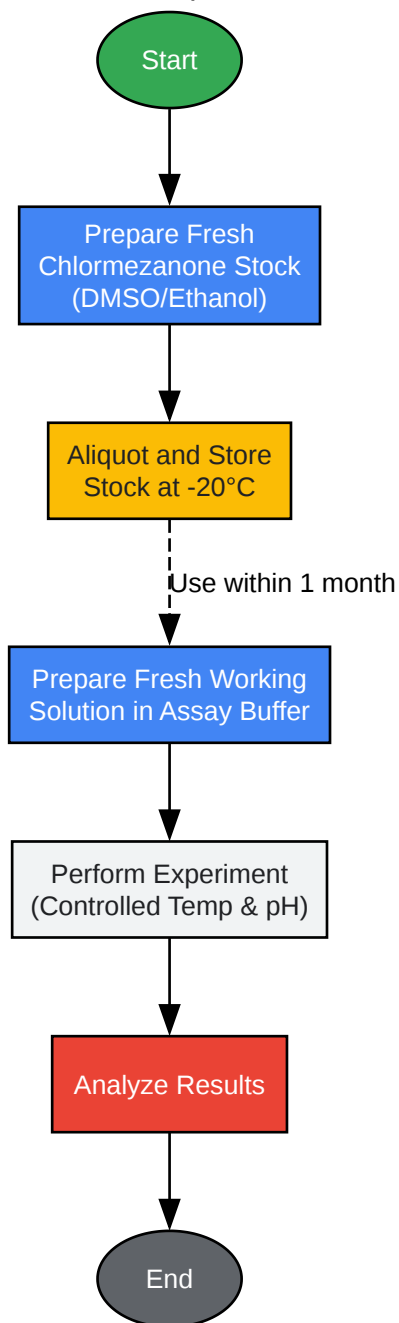 Start
Prepare Fresh
Chlormezanone Stock
(DMSO/Ethanol)
Aliquot and Store
Stock at -20°C
Use within 1 month
Prepare Fresh Working
Solution in Assay Buffer
Perform Experiment
(Controlled Temp & pH)
Analyze Results
End